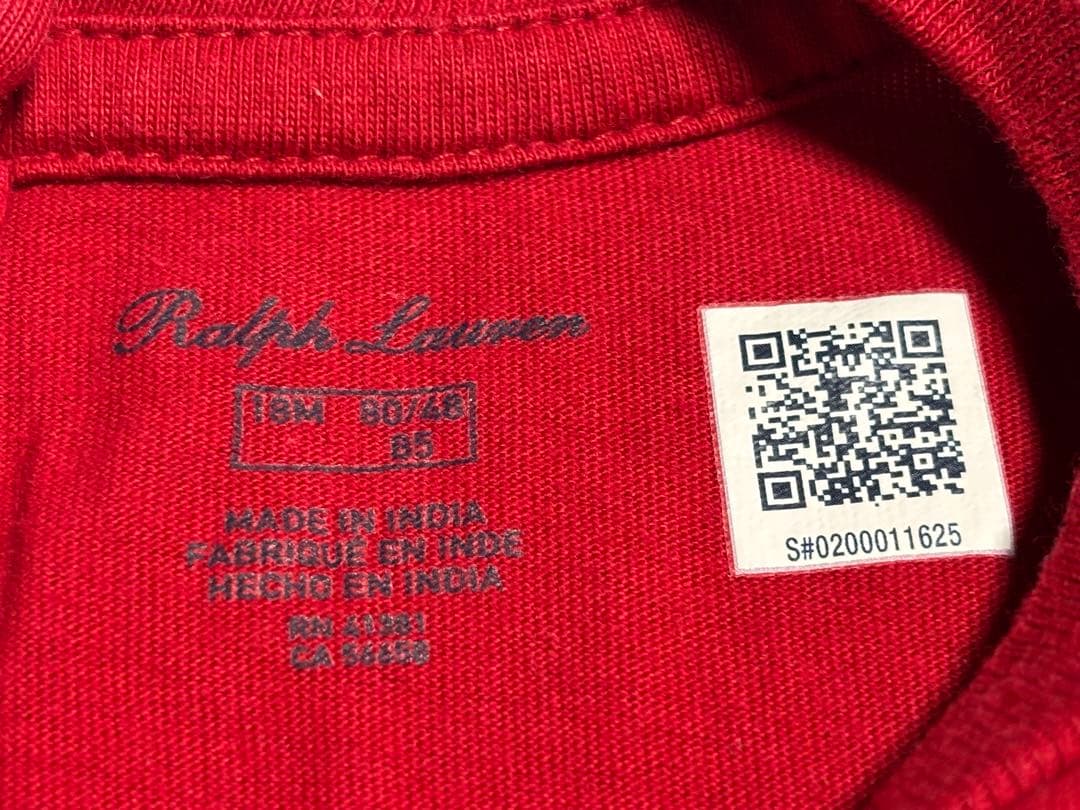 Ralph Lauren
18M 80/48
85
MADE IN INDIA
FABRIQUÉ EN INDE
HECHO EN INDIA
RN 41381
CA 56658
S#0200011625